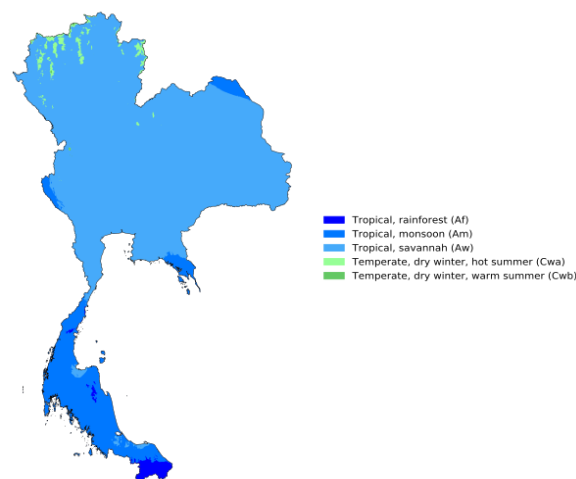 Tropical, rainforest (Af)
Tropical, monsoon (Am)
Tropical, savannah (Aw)
Temperate, dry winter, hot summer (Cwa)
Temperate, dry winter, warm summer (Cwb)